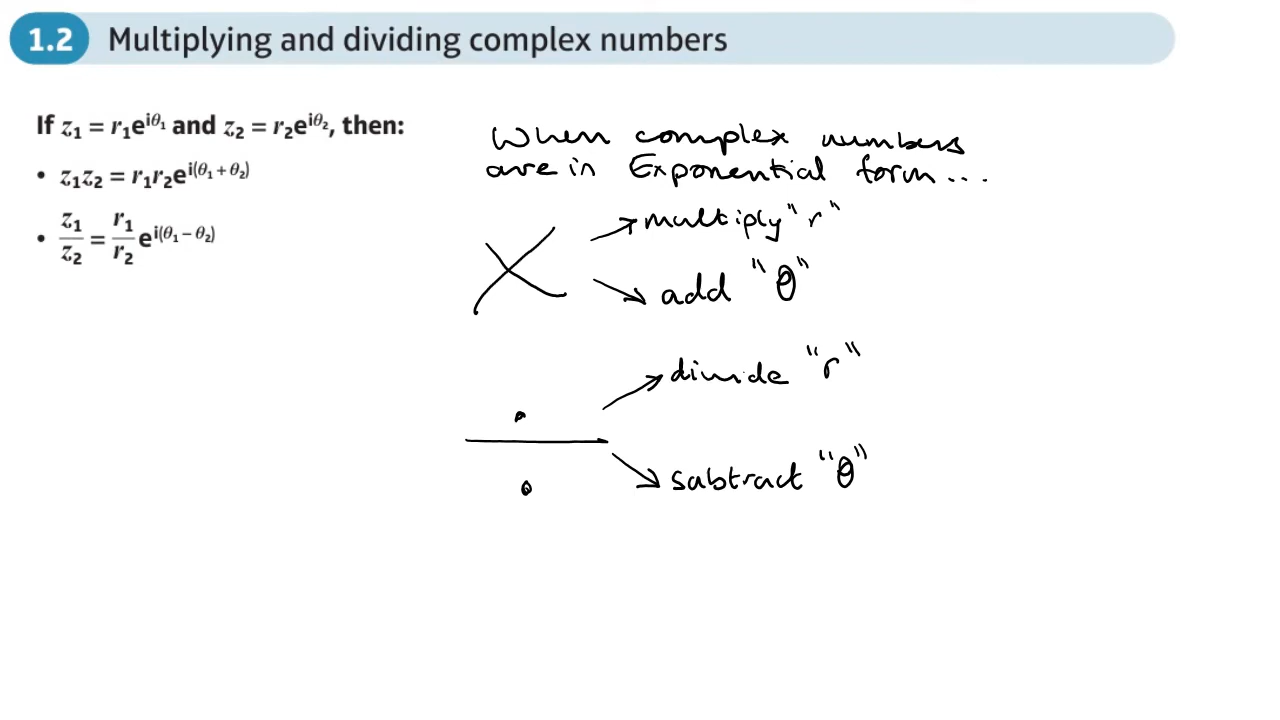 1.2 Multiplying and dividing complex numbers
If z₁ = r₁e^{iθ₁} and z₂ = r₂e^{iθ₂}, then:
• z₁z₂ = r₁r₂e^{i(θ₁ + θ₂)}
• z₁/z₂ = r₁/r₂ e^{i(θ₁ − θ₂)}
When complex numbers
are in Exponential form...
× → multiply "r"
→ add "θ"
÷ → divide "r"
→ subtract "θ"